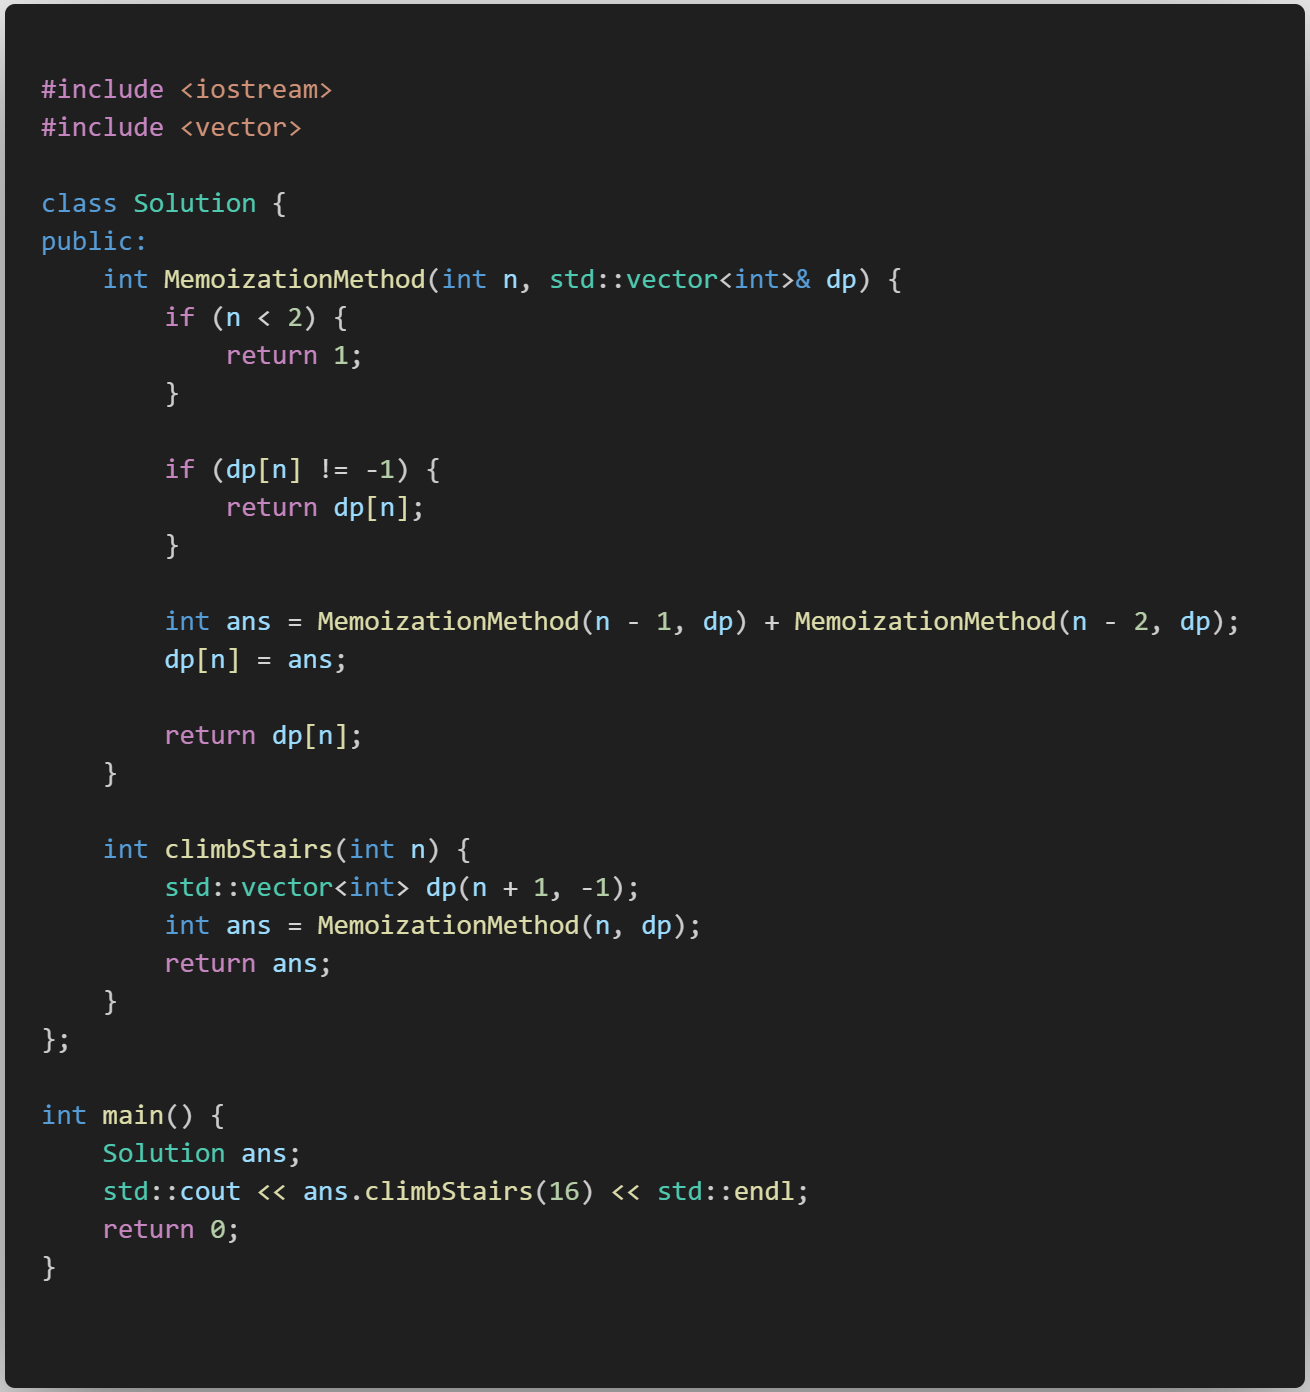 #include <iostream>
#include <vector>

class Solution {
public:
    int MemoizationMethod(int n, std::vector<int>& dp) {
        if (n < 2) {
            return 1;
        }

        if (dp[n] != -1) {
            return dp[n];
        }

        int ans = MemoizationMethod(n - 1, dp) + MemoizationMethod(n - 2, dp);
        dp[n] = ans;

        return dp[n];
    }

    int climbStairs(int n) {
        std::vector<int> dp(n + 1, -1);
        int ans = MemoizationMethod(n, dp);
        return ans;
    }
};

int main() {
    Solution ans;
    std::cout << ans.climbStairs(16) << std::endl;
    return 0;
}